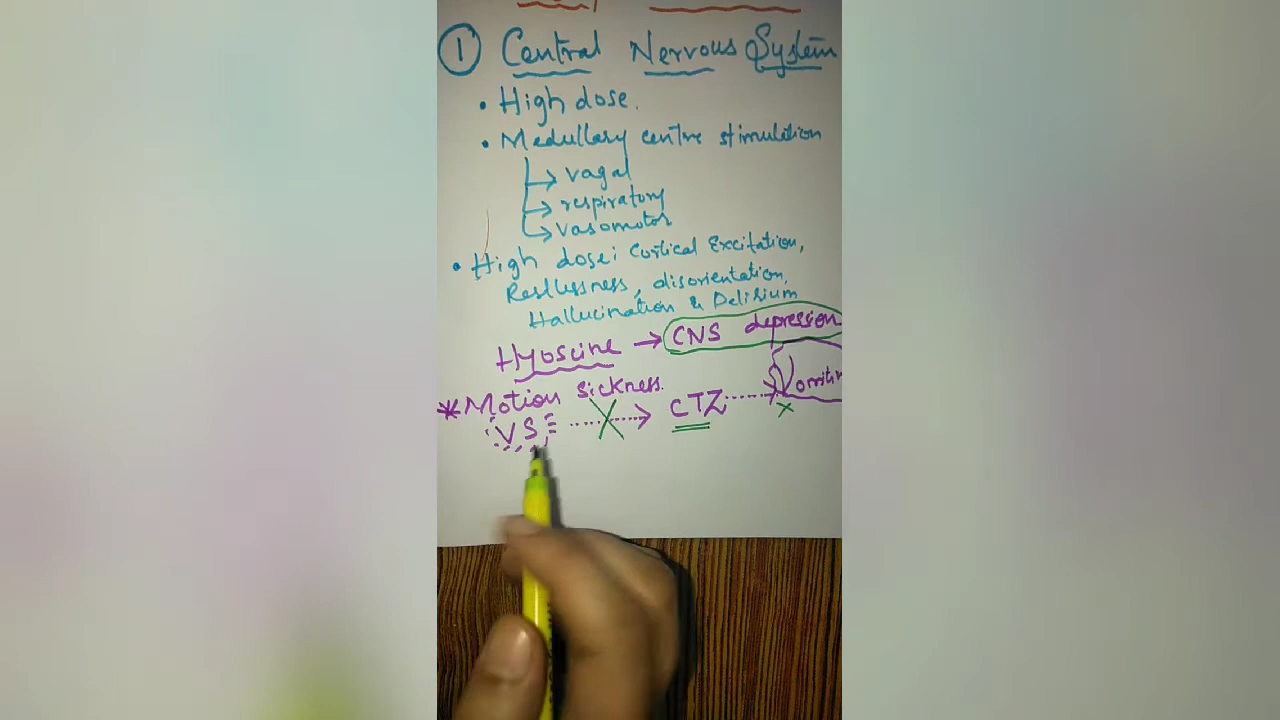 ① Central Nervous System
• High dose.
• Medullary centre stimulation
→ vagal
→ respiratory
→ vasomotor
• High dose: Cortical Excitation,
Restlessness, disorientation,
Hallucination & Delirium
Hyoscine → CNS depression
* Motion sickness.
VS → CTZ